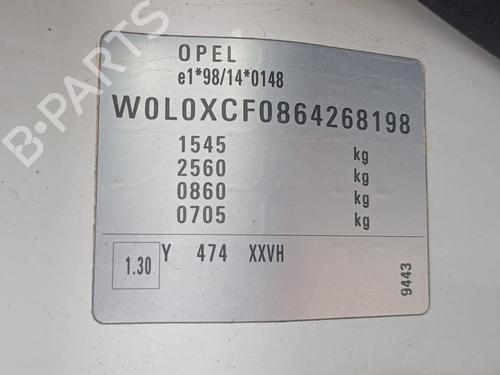 B-PARTS
OPEL
e1*98/14*0148
W0L0XCF0864268198
1545 kg
2560 kg
0860 kg
0705 kg
1.30 Y 474 XXVH
9443